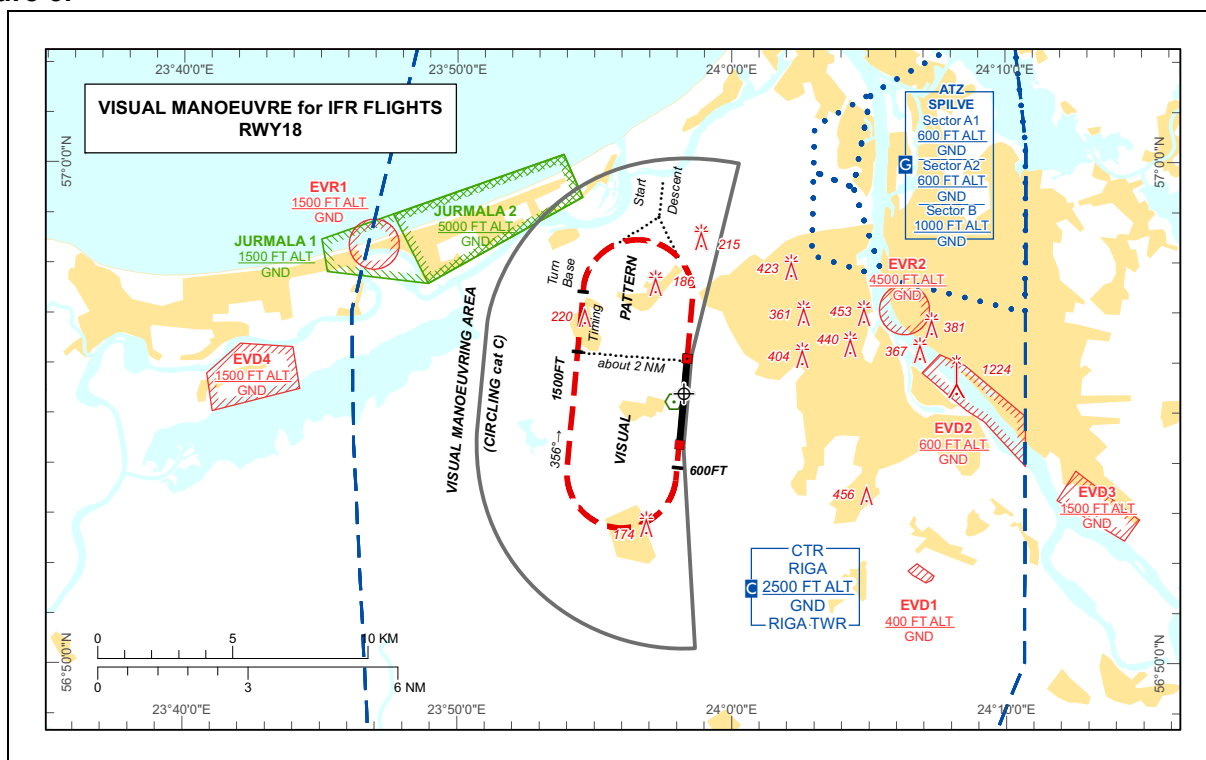 23°40'0"E
23°50'0"E
24°0'0"E
24°10'0"E
VISUAL MANOEUVRE for IFR FLIGHTS
RWY18
ATZ
SPILVE
Sector A1
600 FT ALT
GND
Sector A2
600 FT ALT
GND
Sector B
1000 FT ALT
GND
G
57°0'0"N
57°0'0"N
EVR1
1500 FT ALT
GND
JURMALA 2
5000 FT ALT
GND
JURMALA 1
1500 FT ALT
GND
Start
Descent
215
Turn
Base
PATTERN
186
423
EVR2
4500 FT ALT
GND
220
Timing
361
453
381
440
367
404
1224
about 2 NM
EVD4
1500 FT ALT
GND
1500FT
VISUAL MANOEUVRING AREA
(CIRCLING cat C)
356°→
VISUAL
600FT
EVD2
600 FT ALT
GND
456
EVD3
1500 FT ALT
GND
174
CTR
RIGA
C
2500 FT ALT
GND
RIGA TWR
EVD1
400 FT ALT
GND
0
5
10 KM
0
3
6 NM
56°50'0"N
56°50'0"N
23°40'0"E
23°50'0"E
24°0'0"E
24°10'0"E